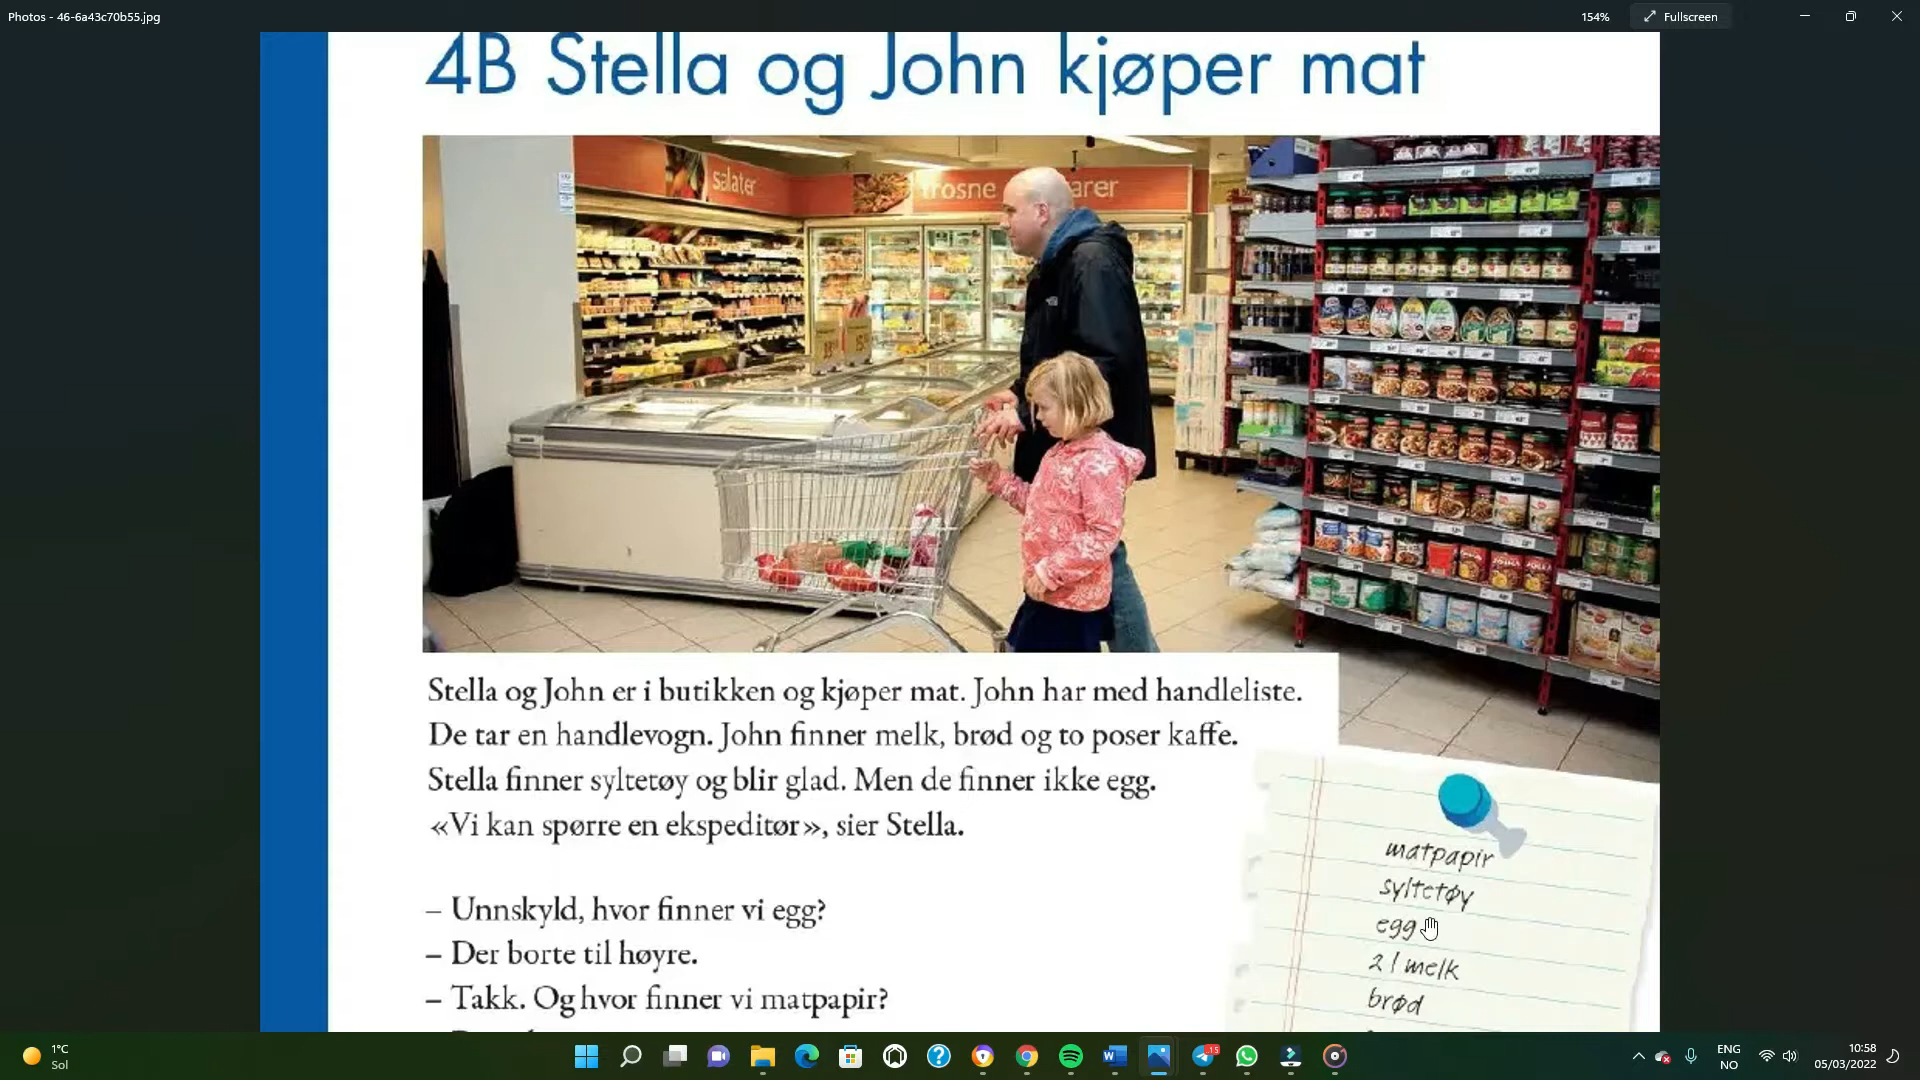 Photos - 46-6a43c70b55.jpg
154%
Fullscreen
4B Stella og John kjøper mat
salater
frosne
arer
Stella og John er i butikken og kjøper mat. John har med handleliste.
De tar en handlevogn. John finner melk, brød og to poser kaffe.
Stella finner syltetøy og blir glad. Men de finner ikke egg.
«Vi kan spørre en ekspeditør», sier Stella.
– Unnskyld, hvor finner vi egg?
– Der borte til høyre.
– Takk. Og hvor finner vi matpapir?
matpapir
syltetøy
egg
2 l melk
brød
1°C
Sol
15
ENG
NO
10:58
05/03/2022